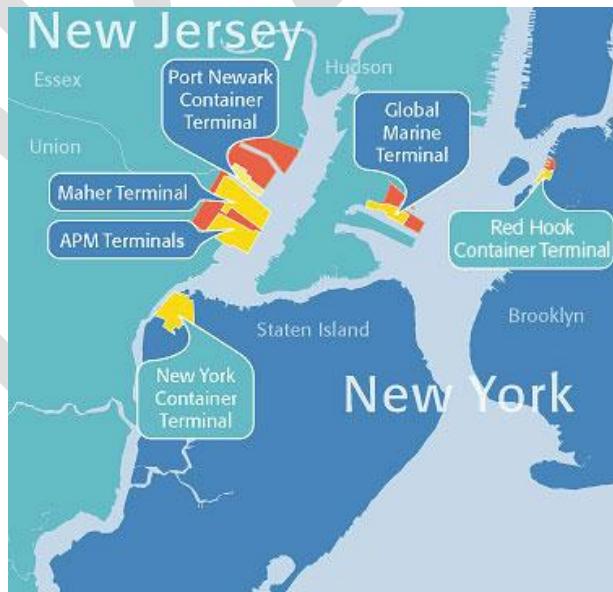 New Jersey
Essex
Hudson
Port Newark
Container
Terminal
Global
Marine
Terminal
Union
Maher Terminal
APM Terminals
Red Hook
Container Terminal
Staten Island
Brooklyn
New York
Container
Terminal
New York